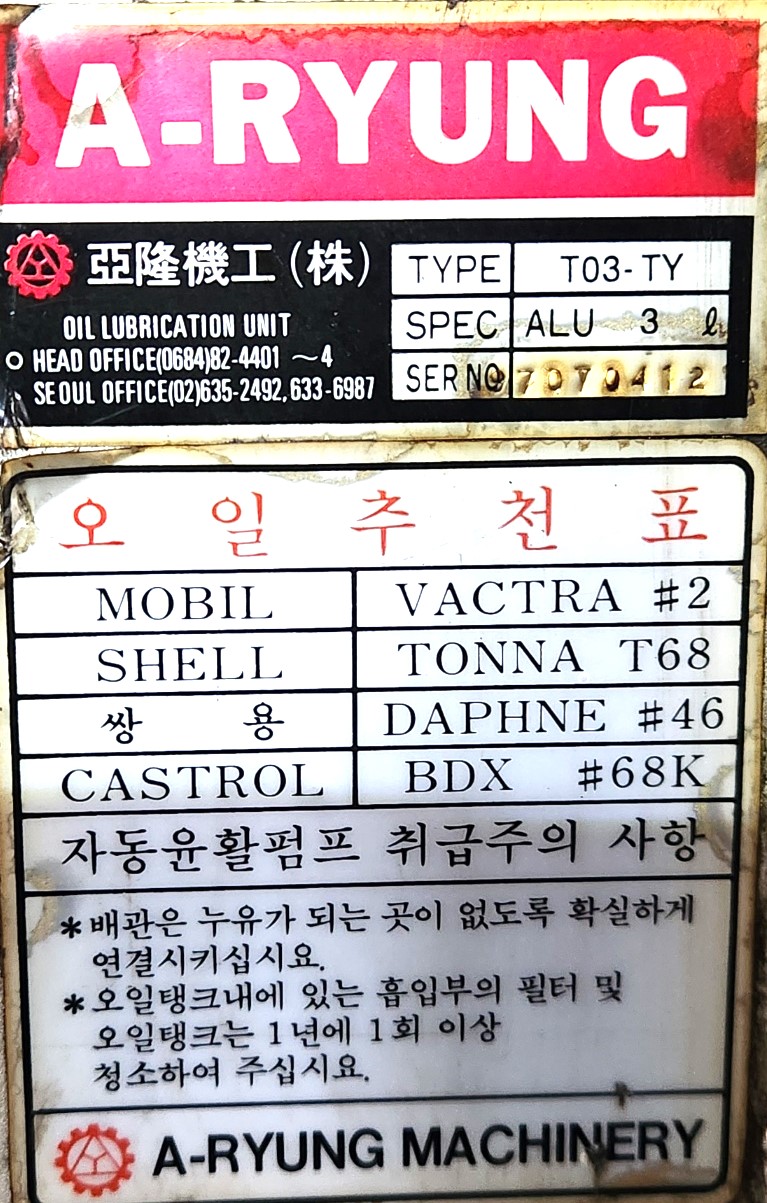 A-RYUNG
亞隆機工(株)
OIL LUBRICATION UNIT
HEAD OFFICE(0684)82-4401 ~4
SEOUL OFFICE(02)635-2492,633-6987
TYPE T03-TY
SPEC ALU 3 ℓ
SER NO 7070412
오일추천표
MOBIL VACTRA #2
SHELL TONNA T68
쌍용 DAPHNE #46
CASTROL BDX #68K
자동윤활펌프 취급주의 사항
*배관은 누유가 되는 곳이 없도록 확실하게
연결시키십시요.
*오일탱크내에 있는 흡입부의 필터 및
오일탱크는 1년에 1회 이상
청소하여 주십시요.
A-RYUNG MACHINERY